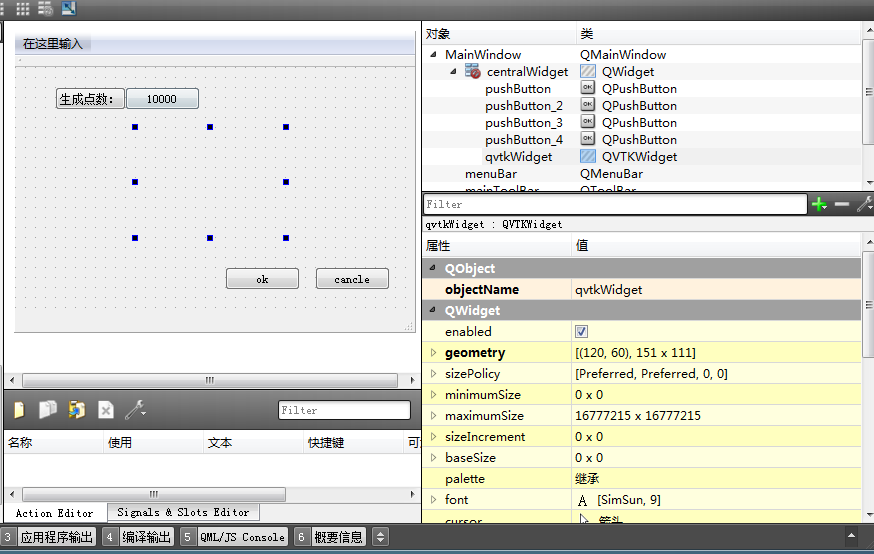 在这里输入
生成点数： 10000
ok cancle
Filter
名称 使用 文本 快捷键 可
Action Editor Signals & Slots Editor
对象 类
MainWindow QMainWindow
centralWidget QWidget
pushButton QPushButton
pushButton_2 QPushButton
pushButton_3 QPushButton
pushButton_4 QPushButton
qvtkWidget QVTKWidget
menuBar QMenuBar
mainToolBar QToolBar
Filter
qvtkWidget : QVTKWidget
属性 值
QObject
objectName qvtkWidget
QWidget
enabled
geometry [(120, 60), 151 x 111]
sizePolicy [Preferred, Preferred, 0, 0]
minimumSize 0 x 0
maximumSize 16777215 x 16777215
sizeIncrement 0 x 0
baseSize 0 x 0
palette 继承
font A [SimSun, 9]
cursor 箭头
3 应用程序输出 4 编译输出 5 QML/JS Console 6 概要信息